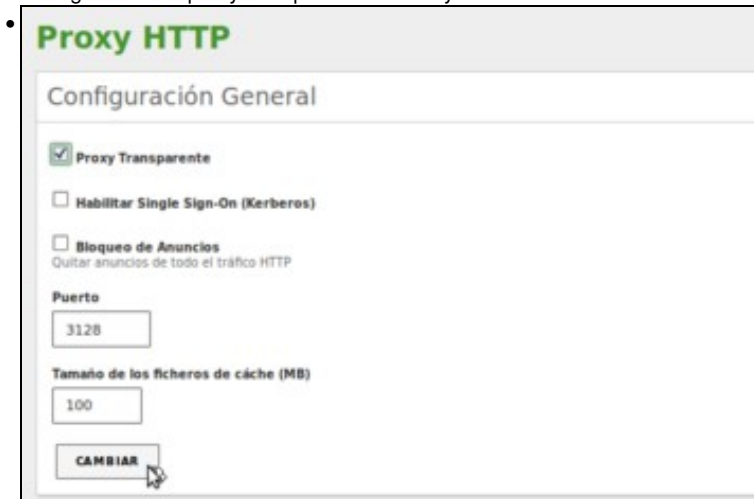 Proxy HTTP
Configuración General
Proxy Transparente
Habilitar Single Sign-On (Kerberos)
Bloqueo de Anuncios
Quitar anuncios de todo el tráfico HTTP
Puerto
3128
Tamaño de los ficheros de cáche (MB)
100
CAMBIAR